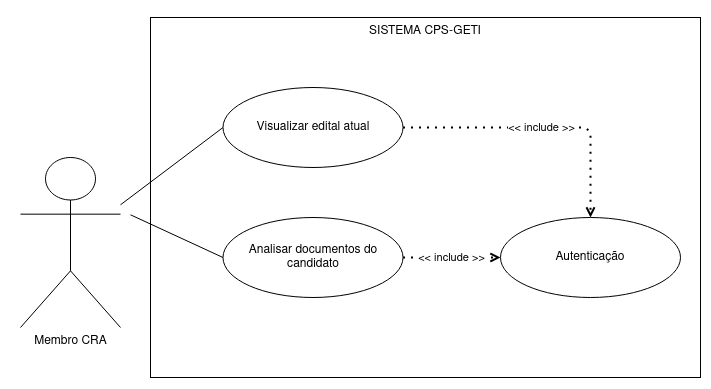 SISTEMA CPS-GETI
Visualizar edital atual
<< include >>
Analisar documentos do
candidato
<< include >>
Autenticação
Membro CRA